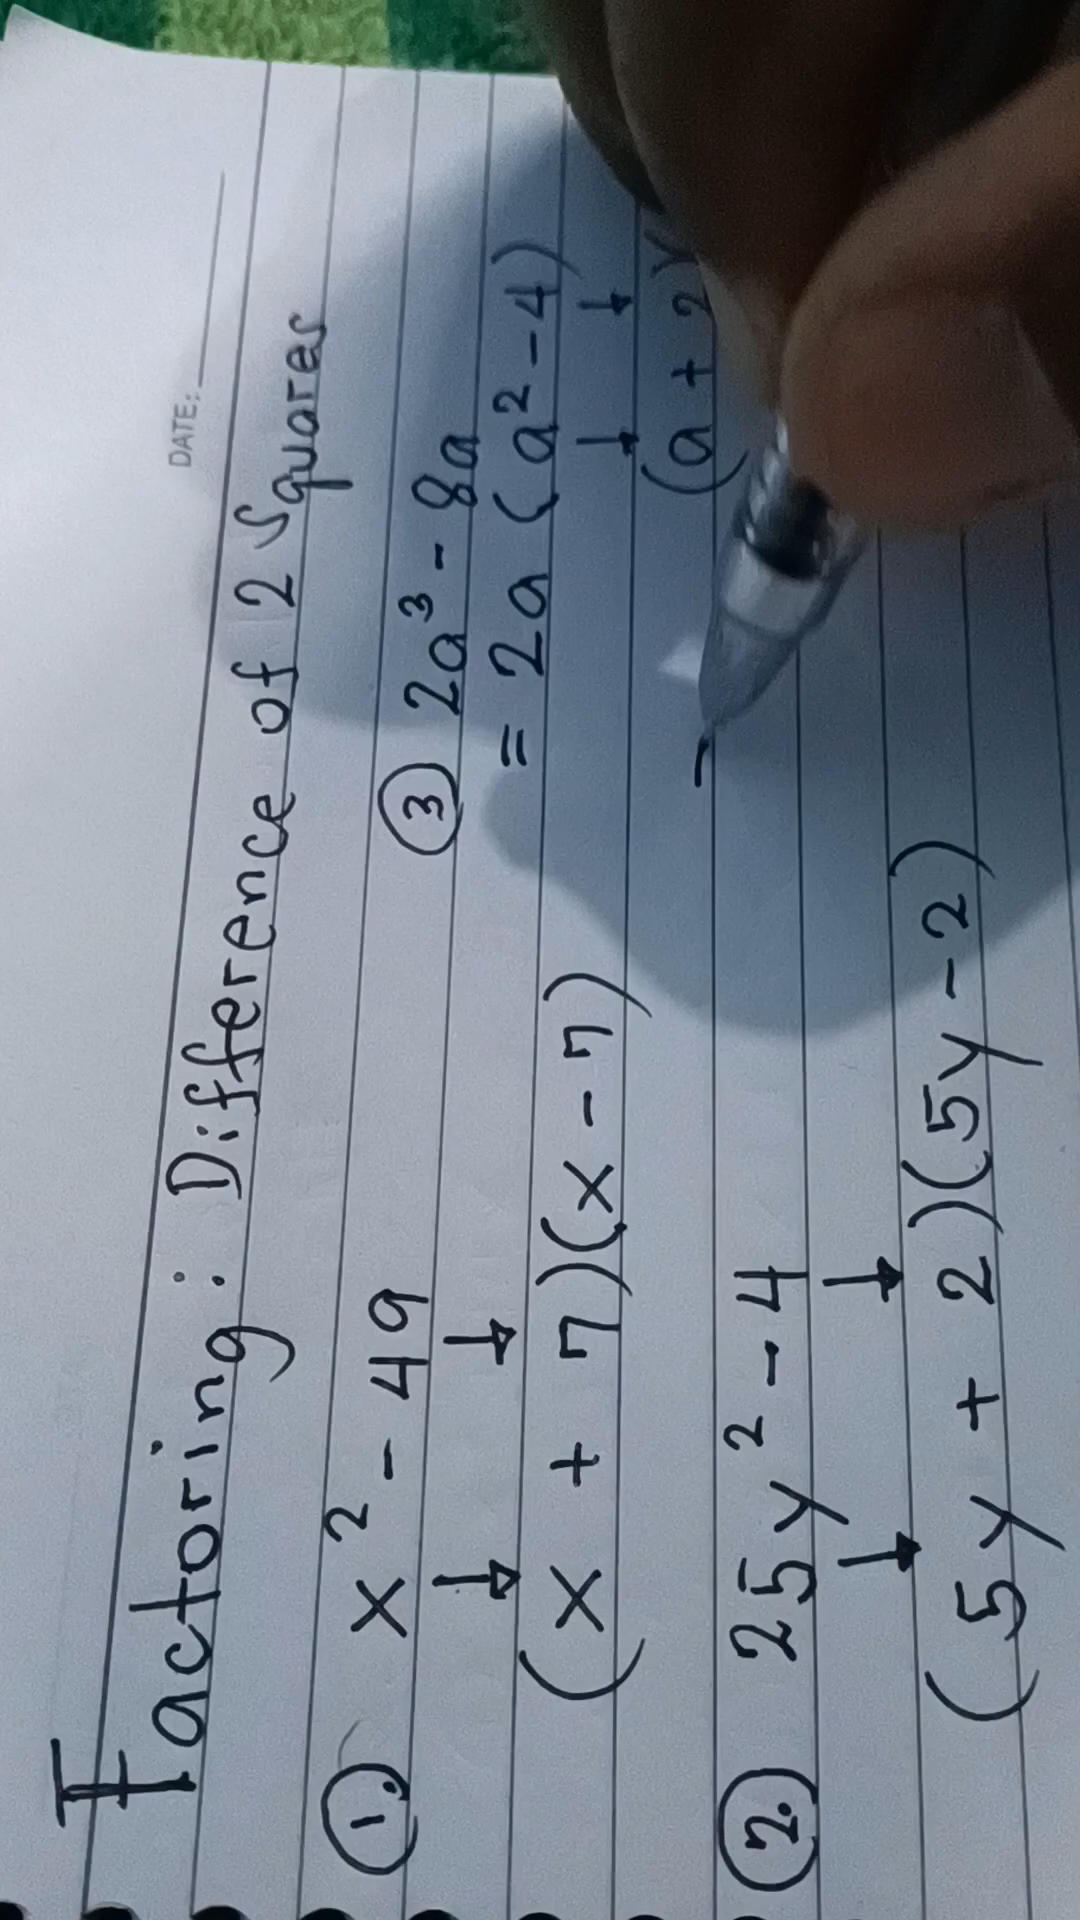 DATE:
Factoring: Difference of 2 Squares
1. x² - 49
(x + 7)(x - 7)
2. 25y² - 4
(5y + 2)(5y - 2)
3 2a³ - 8a
= 2a (a² - 4)
(a + 2)